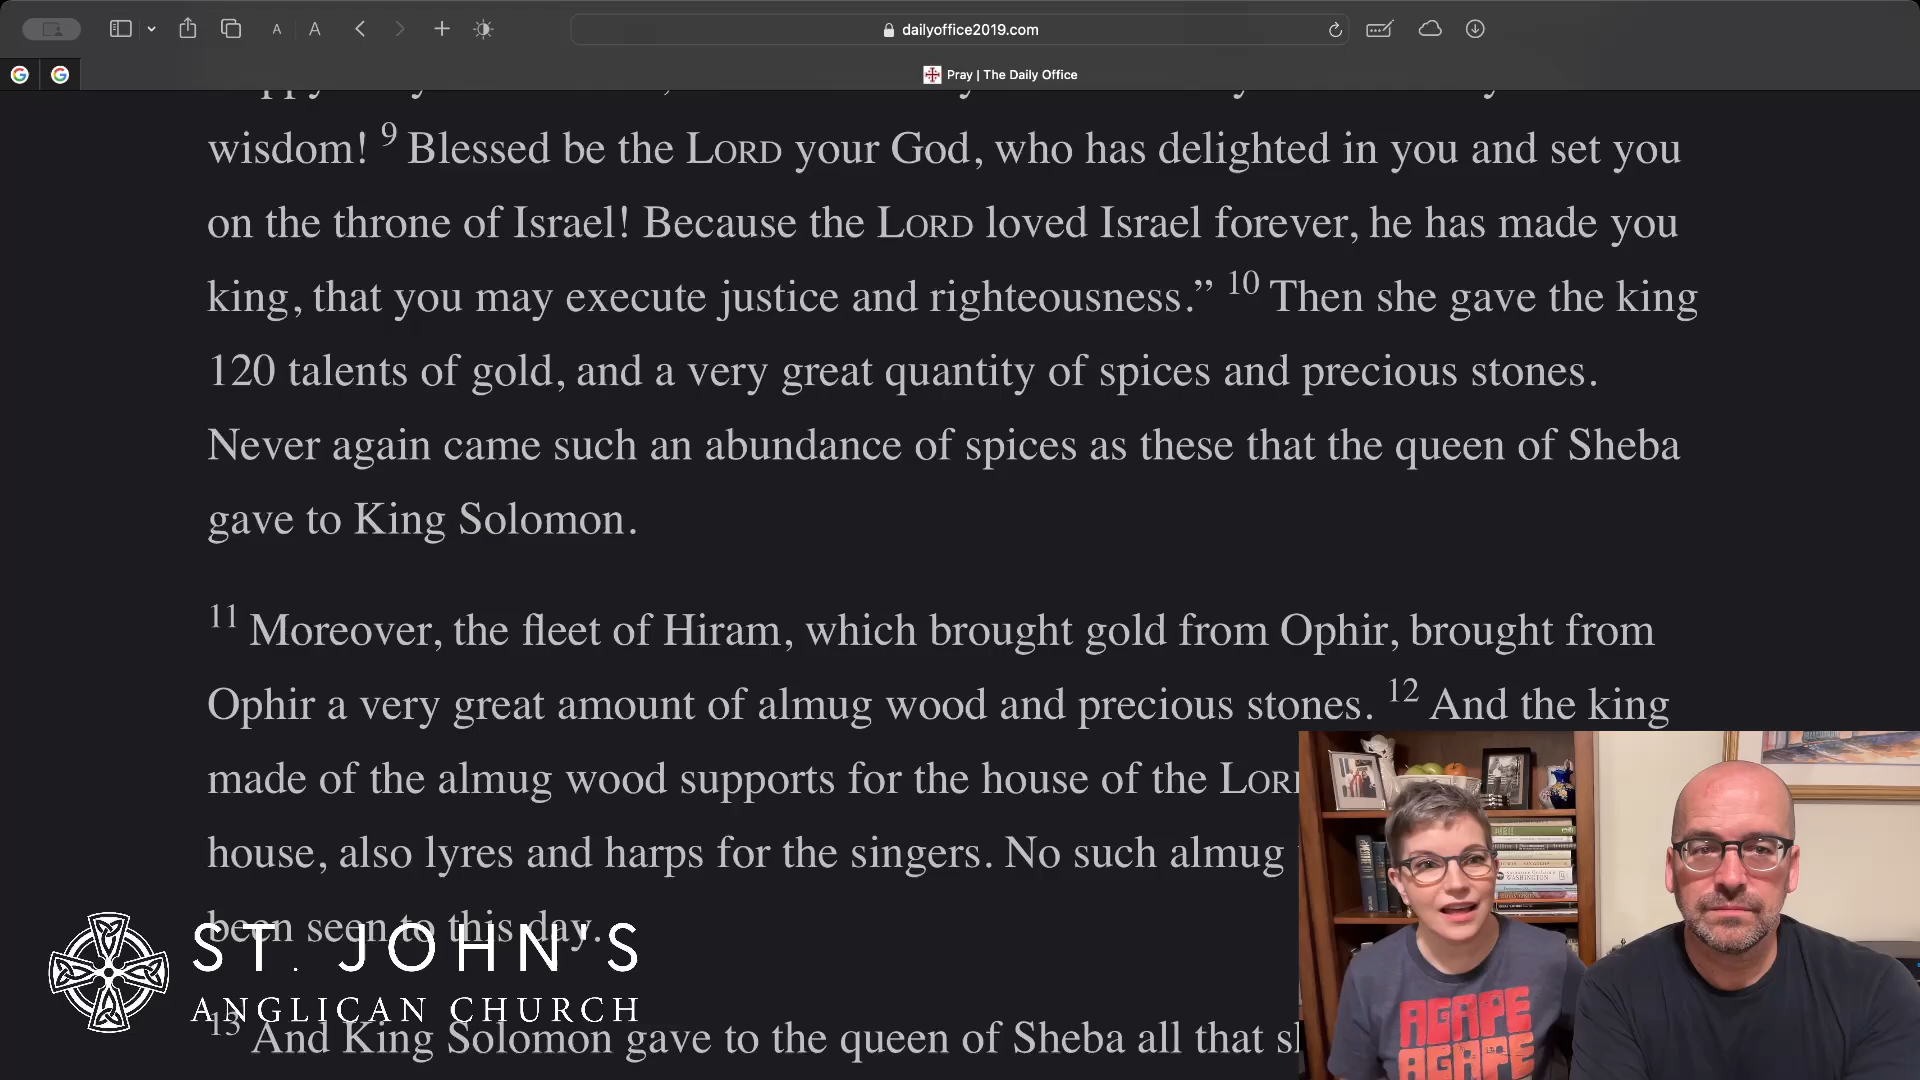 A A
dailyoffice2019.com
Pray | The Daily Office
wisdom! 9 Blessed be the LORD your God, who has delighted in you and set you
on the throne of Israel! Because the LORD loved Israel forever, he has made you
king, that you may execute justice and righteousness.” 10 Then she gave the king
120 talents of gold, and a very great quantity of spices and precious stones.
Never again came such an abundance of spices as these that the queen of Sheba
gave to King Solomon.
11 Moreover, the fleet of Hiram, which brought gold from Ophir, brought from
Ophir a very great amount of almug wood and precious stones. 12 And the king
made of the almug wood supports for the house of the LOR
house, also lyres and harps for the singers. No such almug
been seen to this day.
ST. JOHN'S
ANGLICAN CHURCH
13 And King Solomon gave to the queen of Sheba all that
AGAPE
AGAPE
WASHINGTON